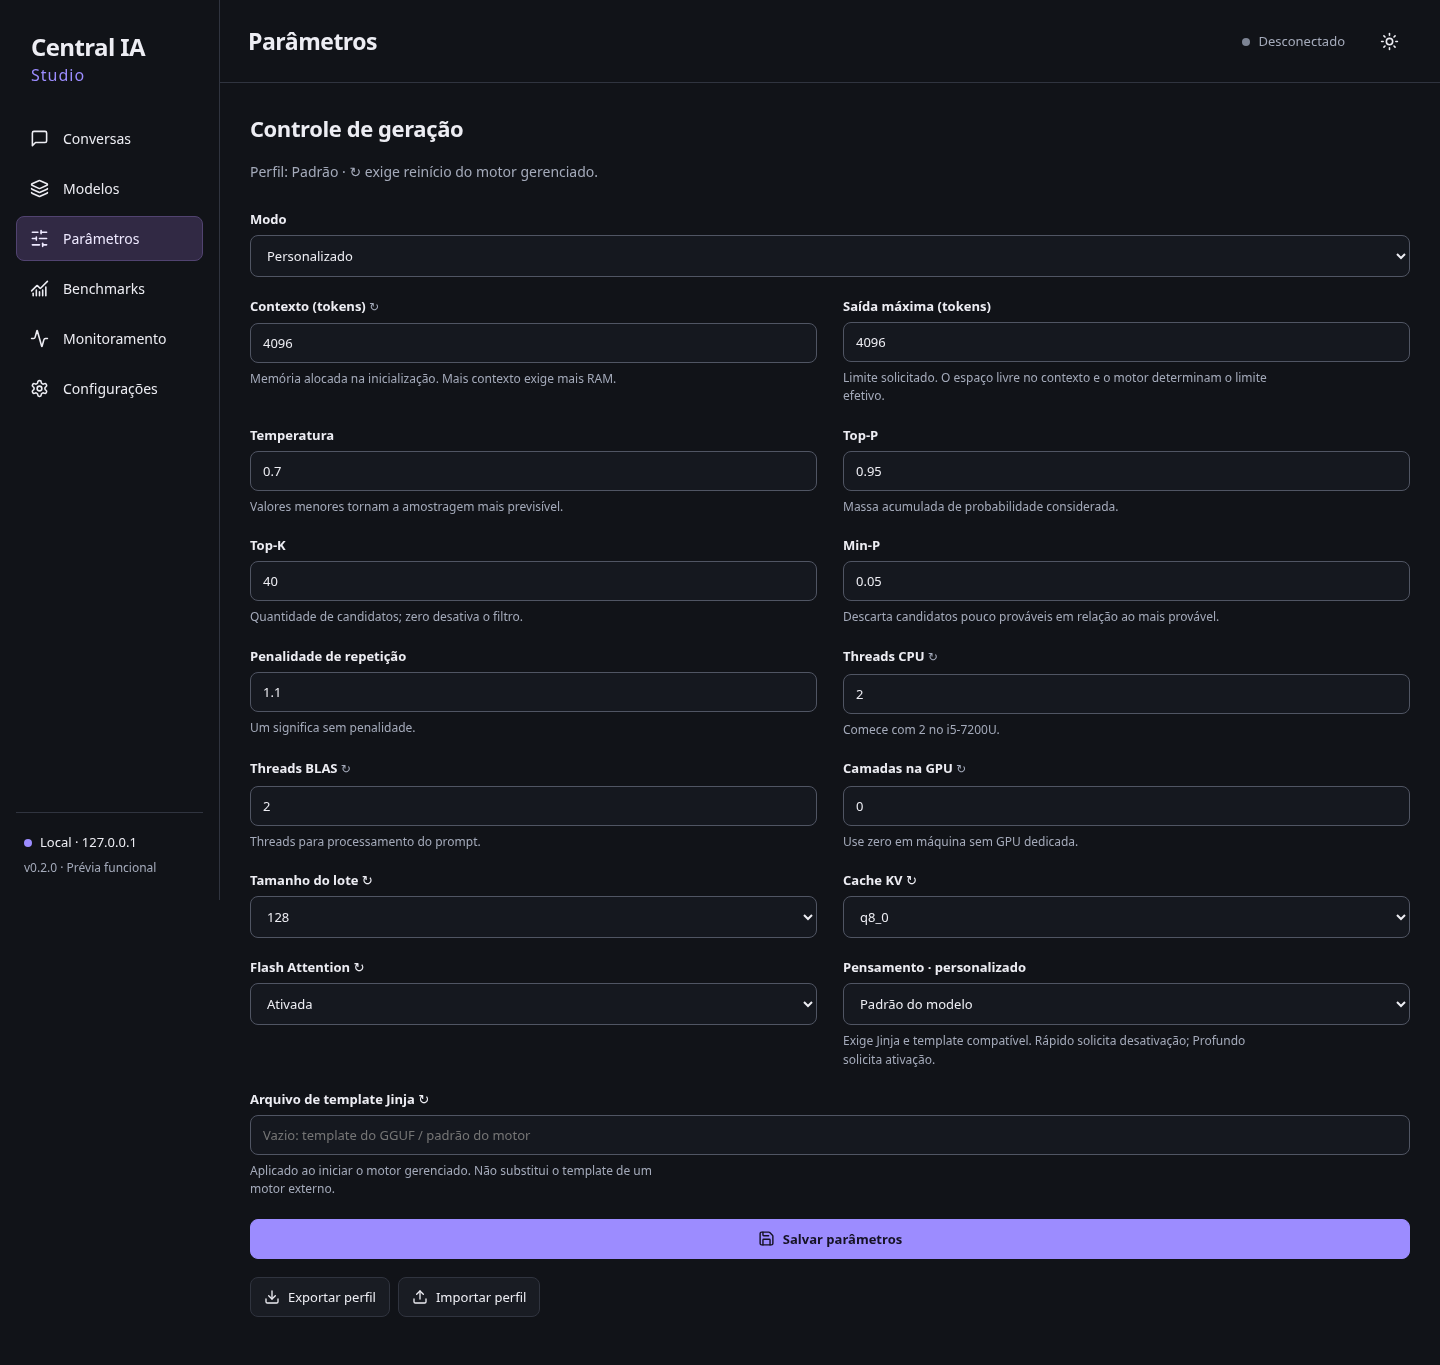 Central IA
Studio
Conversas
Modelos
Parâmetros
Benchmarks
Monitoramento
Configurações
Local · 127.0.0.1
v0.2.0 · Prévia funcional
Parâmetros
Desconectado
Controle de geração
Perfil: Padrão · ↻ exige reinício do motor gerenciado.
Modo
Personalizado
Contexto (tokens) ↻
4096
Memória alocada na inicialização. Mais contexto exige mais RAM.
Saída máxima (tokens)
4096
Limite solicitado. O espaço livre no contexto e o motor determinam o limite
efetivo.
Temperatura
0.7
Valores menores tornam a amostragem mais previsível.
Top-P
0.95
Massa acumulada de probabilidade considerada.
Top-K
40
Quantidade de candidatos; zero desativa o filtro.
Min-P
0.05
Descarta candidatos pouco prováveis em relação ao mais provável.
Penalidade de repetição
1.1
Um significa sem penalidade.
Threads CPU ↻
2
Comece com 2 no i5-7200U.
Threads BLAS ↻
2
Threads para processamento do prompt.
Camadas na GPU ↻
0
Use zero em máquina sem GPU dedicada.
Tamanho do lote ↻
128
Cache KV ↻
q8_0
Flash Attention ↻
Ativada
Pensamento · personalizado
Padrão do modelo
Exige Jinja e template compatível. Rápido solicita desativação; Profundo
solicita ativação.
Arquivo de template Jinja ↻
Vazio: template do GGUF / padrão do motor
Aplicado ao iniciar o motor gerenciado. Não substitui o template de um
motor externo.
Salvar parâmetros
Exportar perfil
Importar perfil